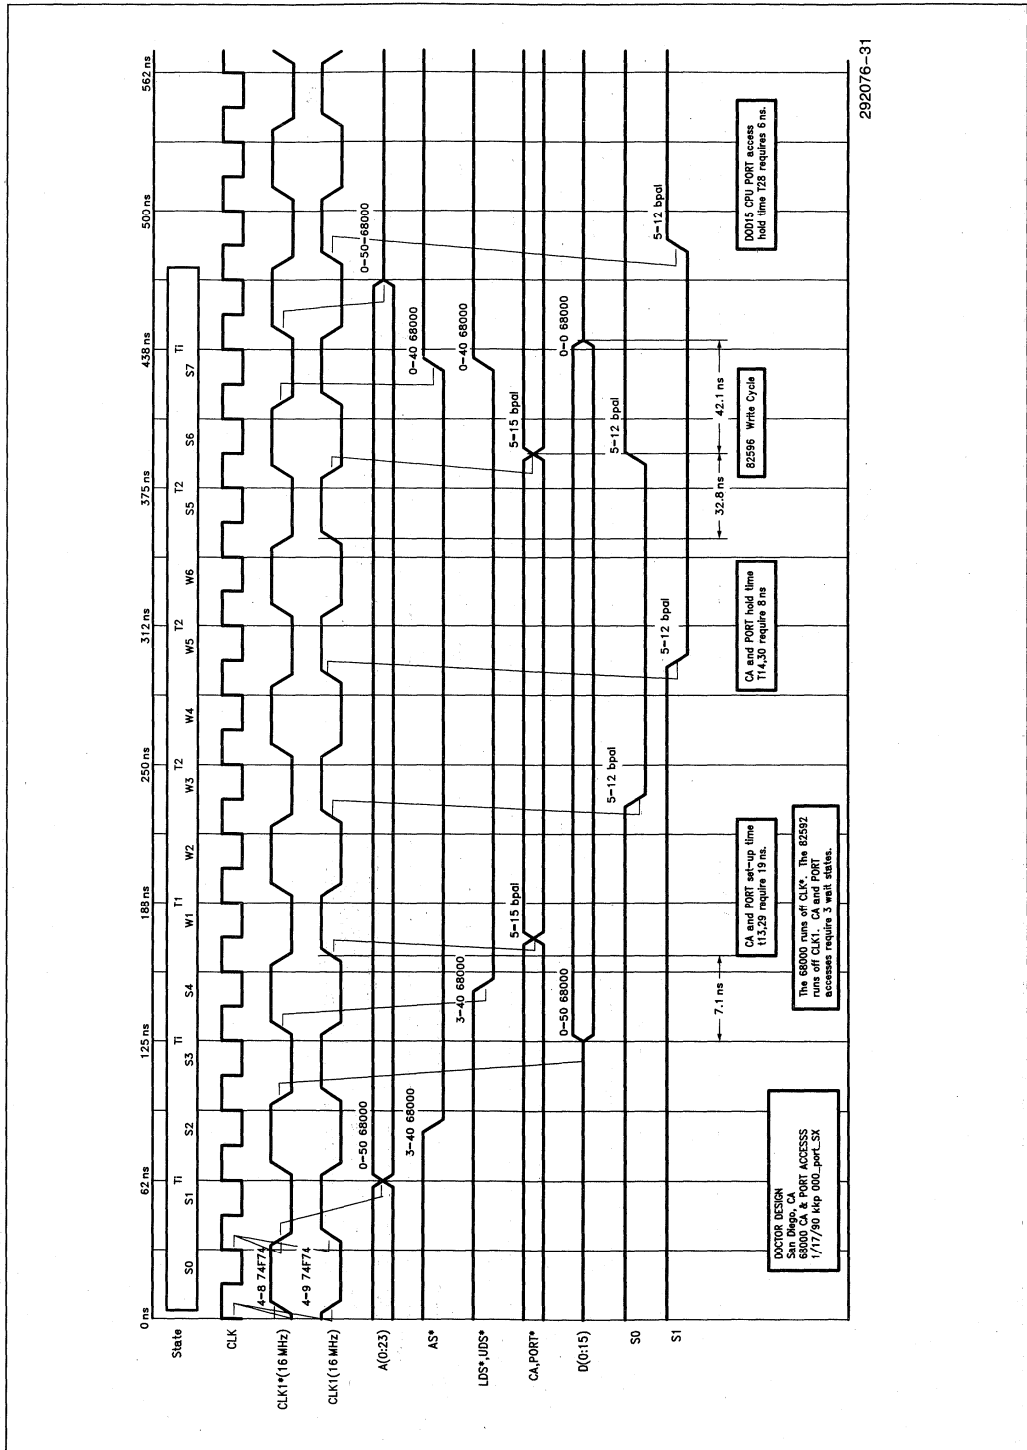 0 ns 62 ns 125 ns 188 ns 250 ns 312 ns 375 ns 438 ns 500 ns 562 ns
State
Ti Ti T1 T2 T2 T2 Ti
S0 S1 S2 S3 S4 W1 W2 W3 W4 W5 W6 S5 S6 S7
CLK
CLK1*(16 MHz)
4-8 74F74
CLK1(16 MHz)
4-9 74F74
A(0:23)
0-50 68000
0-50-68000
AS*
3-40 68000
0-40 68000
LDS*,UDS*
3-40 68000
0-40 68000
CA,PORT*
5-15 bpal
5-15 bpal
D(0:15)
0-50 68000
0-0 68000
S0
5-12 bpal
5-12 bpal
S1
5-12 bpal
5-12 bpal
7.1 ns
32.8 ns
42.1 ns
DOCTOR DESIGN
San Diego, CA
68000 CA & PORT ACCESSS
1/17/90 kkp 000_port_SX
CA and PORT set-up time
t13,29 require 19 ns.
The 68000 runs off CLK*. The 82592
runs off CLK1. CA and PORT
accesses require 3 wait states.
CA and PORT hold time
T14,30 require 8 ns
82596 Write Cycle
DOD15 CPU PORT access
hold time T28 requires 6 ns.
292076-31